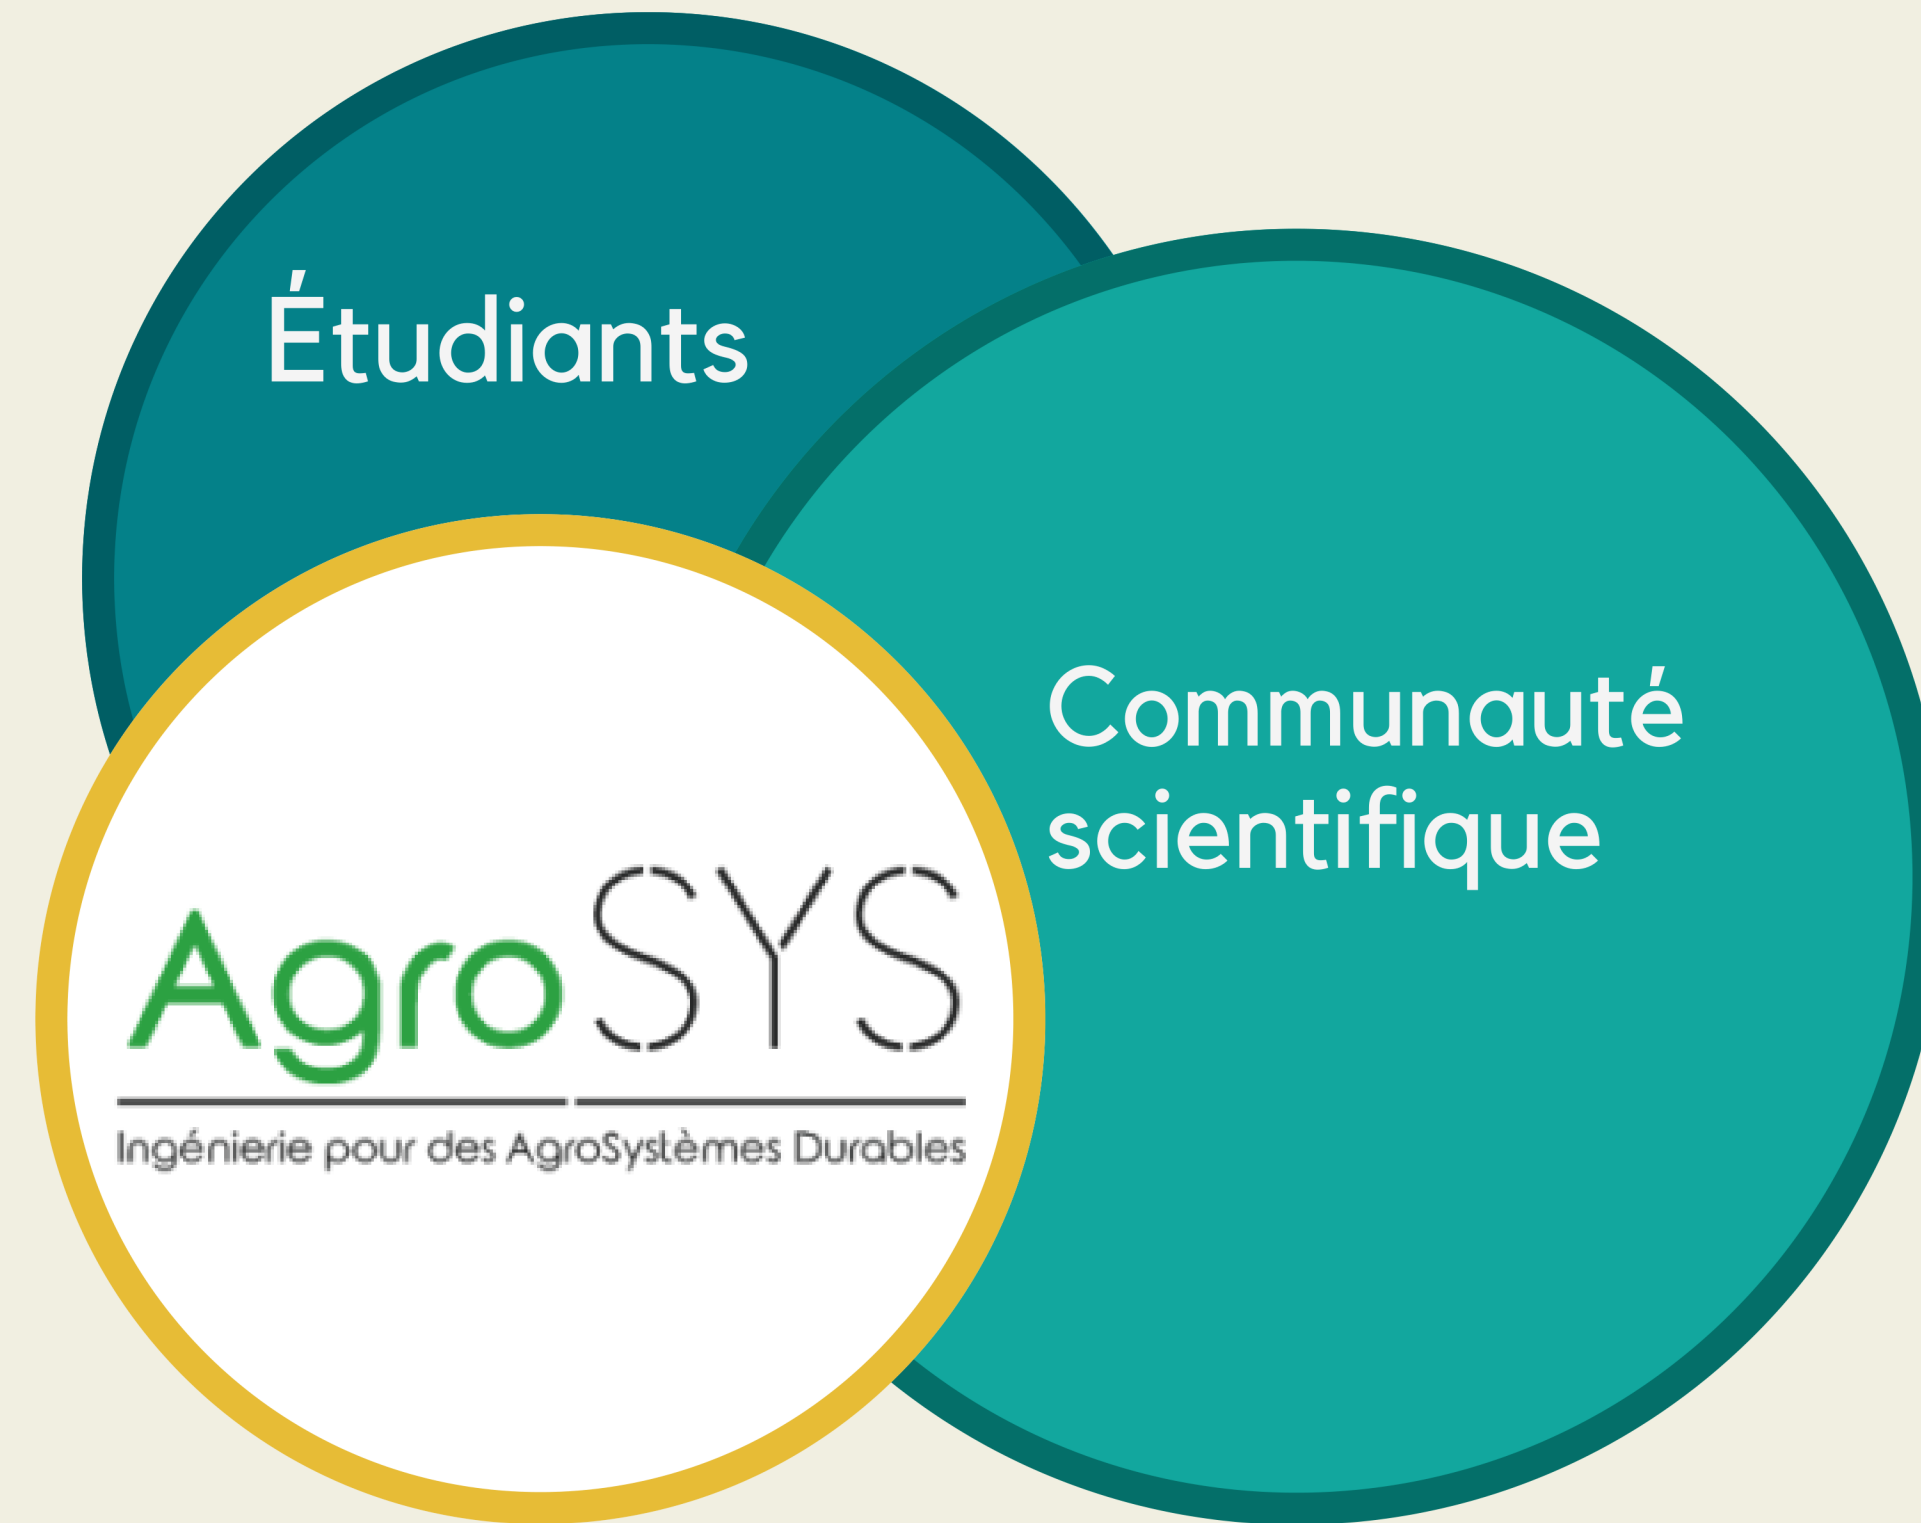 Étudiants
Communauté
scientifique
AgroSYS
Ingénierie pour des AgroSystèmes Durables